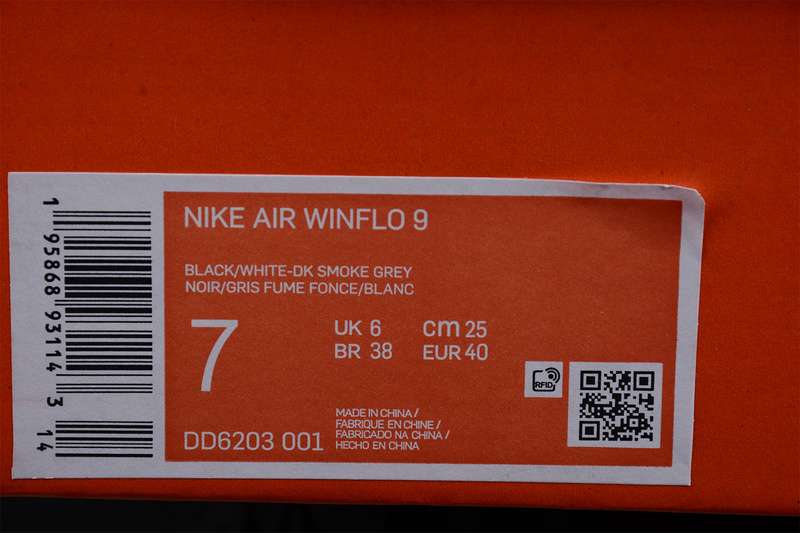 NIKE AIR WINFLO 9
BLACK/WHITE-DK SMOKE GREY
NOIR/GRIS FUME FONCE/BLANC
7
UK 6 cm 25
BR 38 EUR 40
RFID
MADE IN CHINA /
FABRIQUE EN CHINE /
FABRICADO NA CHINA /
HECHO EN CHINA
DD6203 001
1 95868 93114 3 14